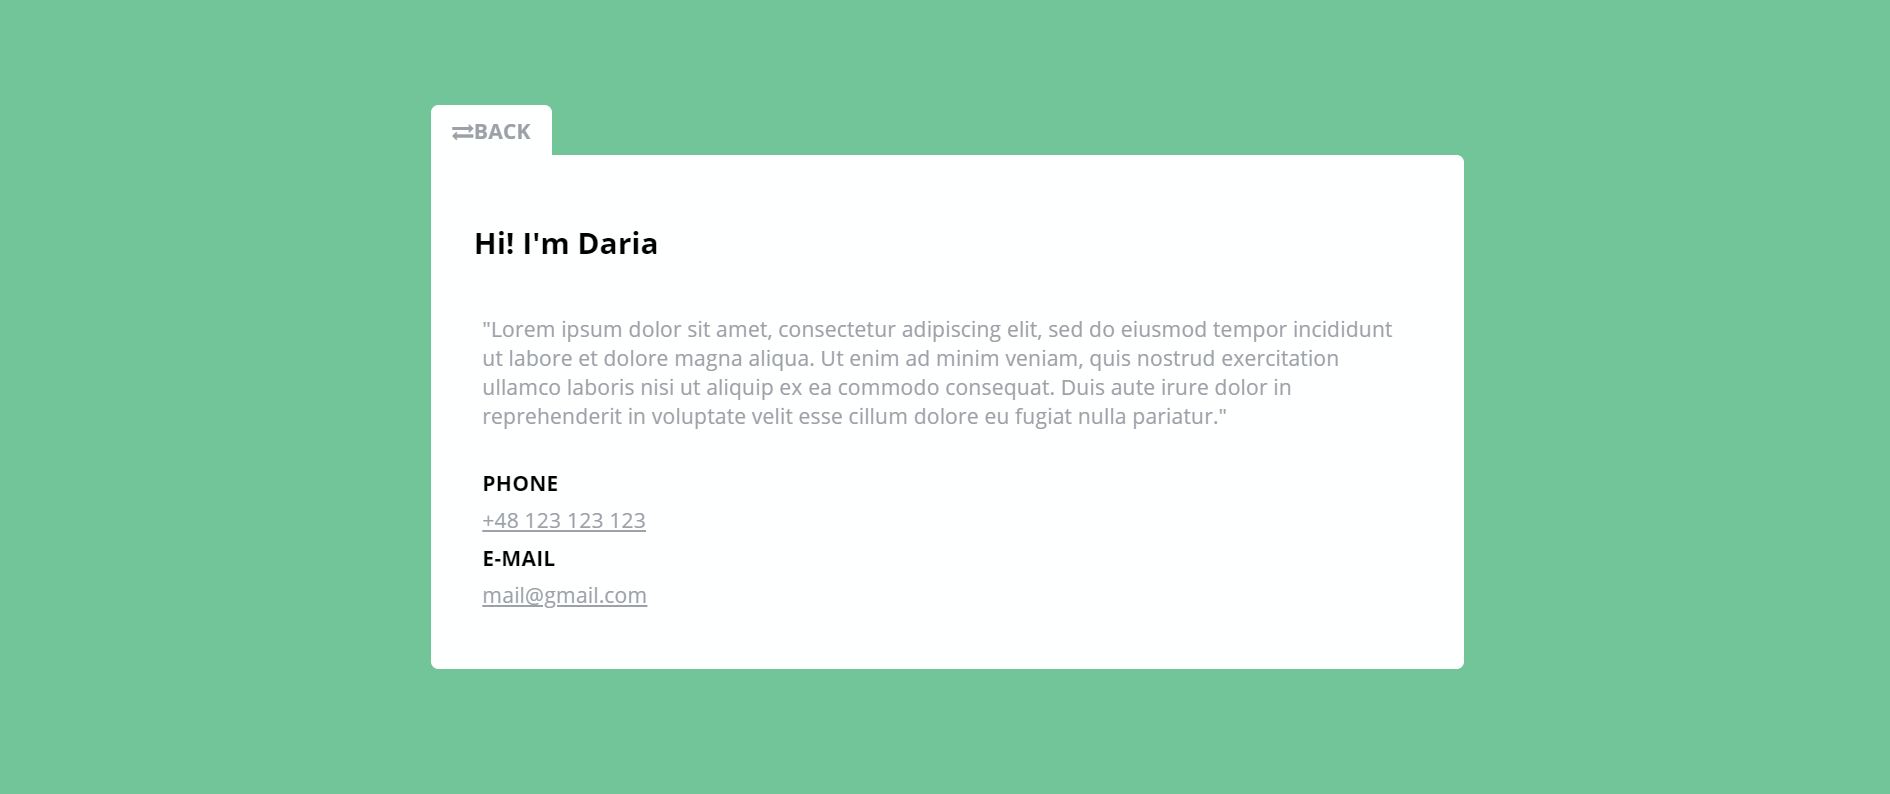 BACK
Hi! I'm Daria
"Lorem ipsum dolor sit amet, consectetur adipiscing elit, sed do eiusmod tempor incididunt
ut labore et dolore magna aliqua. Ut enim ad minim veniam, quis nostrud exercitation
ullamco laboris nisi ut aliquip ex ea commodo consequat. Duis aute irure dolor in
reprehenderit in voluptate velit esse cillum dolore eu fugiat nulla pariatur."
PHONE
+48 123 123 123
E-MAIL
mail@gmail.com